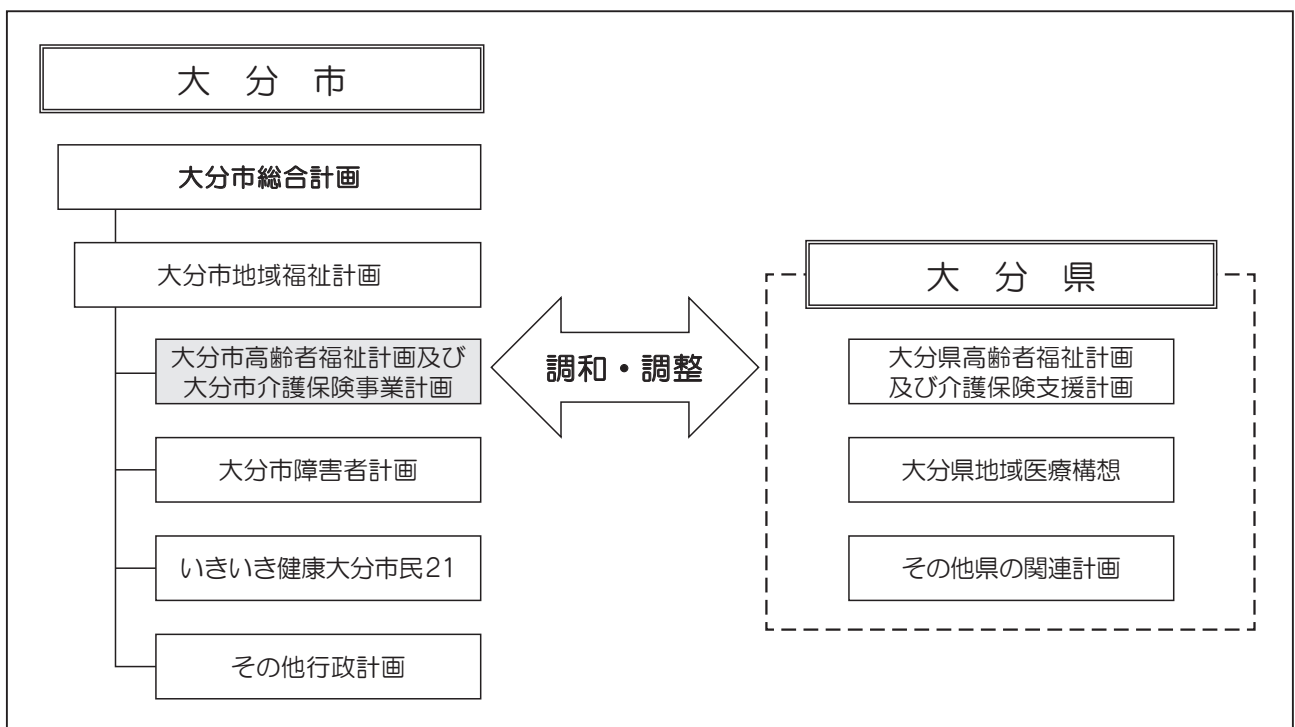 大分市
大分市総合計画
大分市地域福祉計画
大分市高齢者福祉計画及び
大分市介護保険事業計画
大分市障害者計画
いきいき健康大分市民21
その他行政計画
調和・調整
大分県
大分県高齢者福祉計画
及び介護保険支援計画
大分県地域医療構想
その他県の関連計画